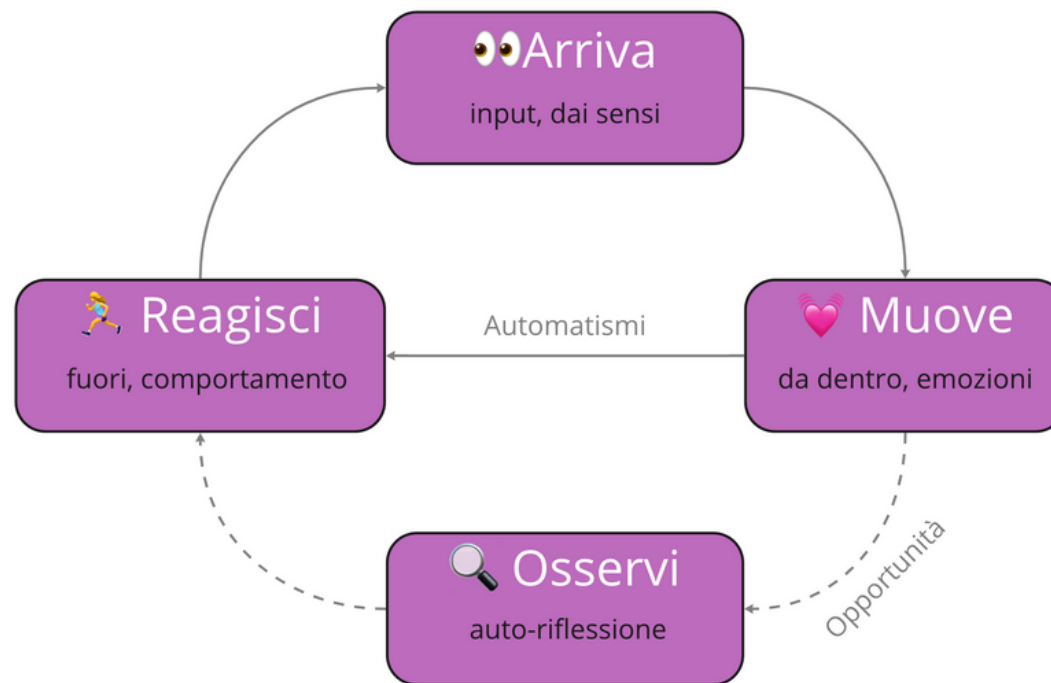 👀Arriva
input, dai sensi
🏃‍♀️ Reagisci
fuori, comportamento
Automatismi
💓 Muove
da dentro, emozioni
Opportunità
🔍 Osservi
auto-riflessione